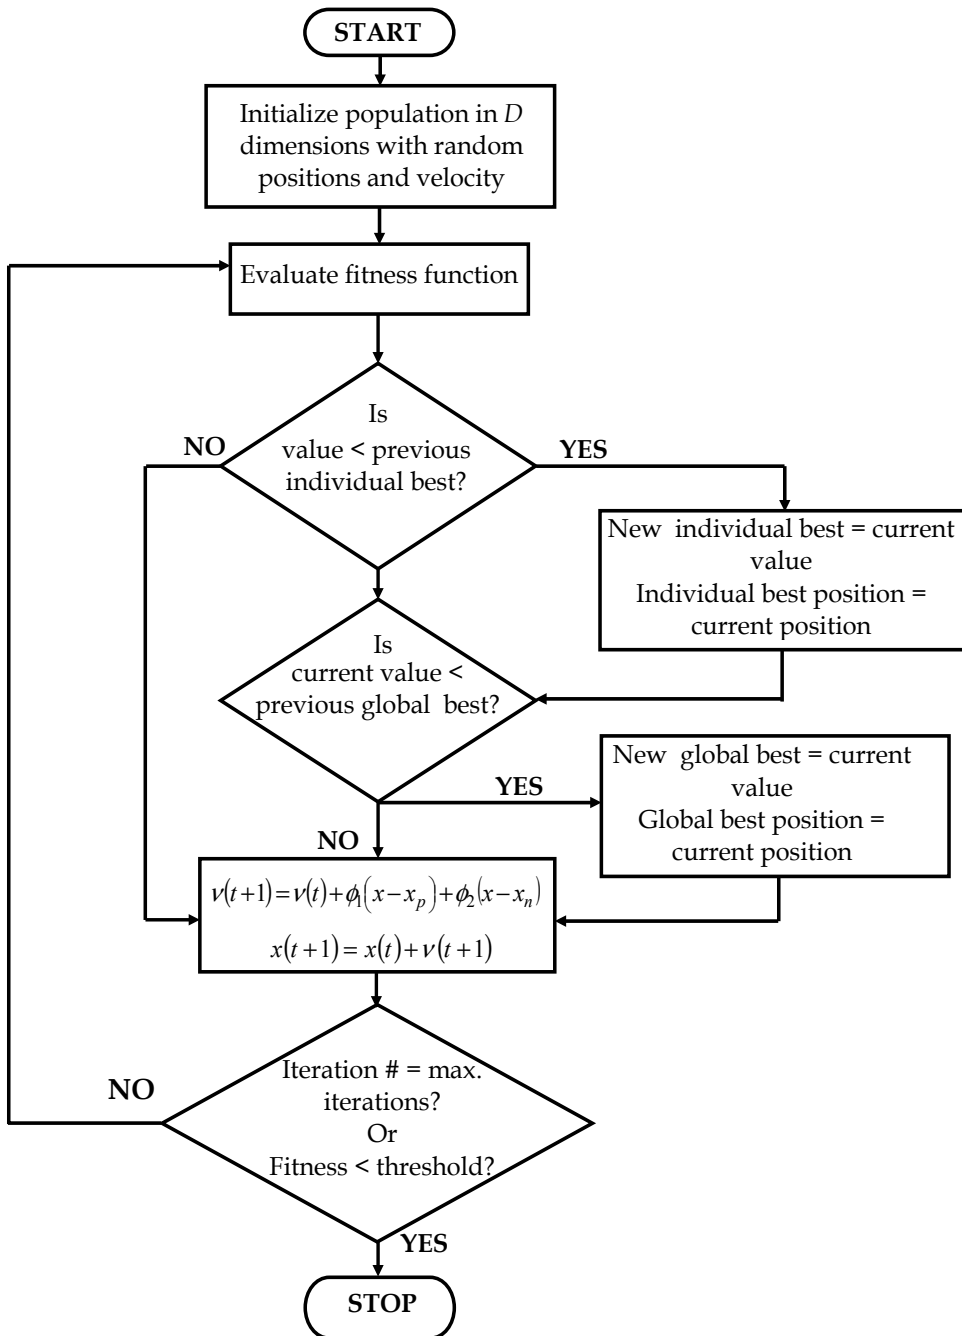 START
Initialize population in D
dimensions with random
positions and velocity
Evaluate fitness function
Is
value < previous
individual best?
NO
YES
New individual best = current
value
Individual best position =
current position
Is
current value <
previous global best?
YES
New global best = current
value
Global best position =
current position
NO
ν(t+1)=ν(t)+ϕ₁(x−xₚ)+ϕ₂(x−xₙ)
x(t+1)= x(t)+ν(t+1)
Iteration # = max.
iterations?
Or
Fitness < threshold?
NO
YES
STOP